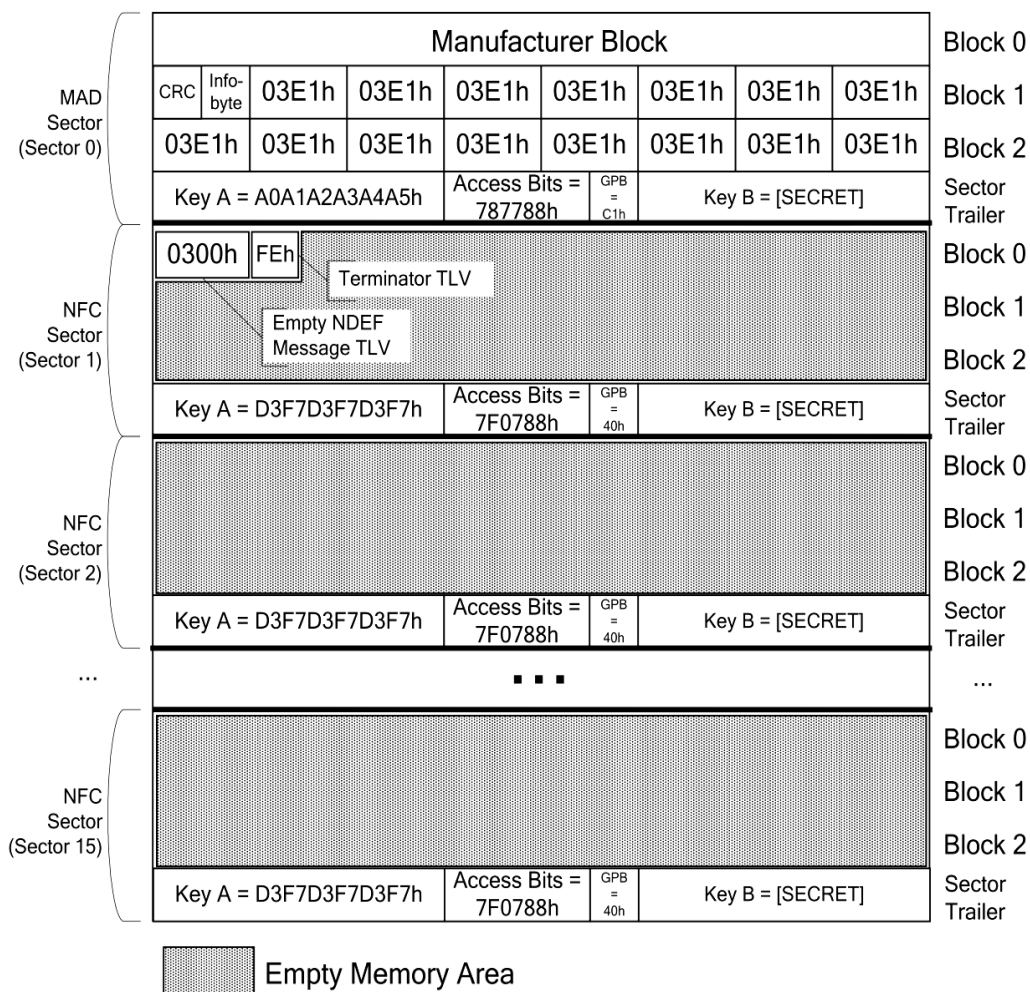 Manufacturer Block
Block 0
MAD
Sector
(Sector 0)
CRC
Info-
byte
03E1h 03E1h 03E1h 03E1h 03E1h 03E1h 03E1h
Block 1
03E1h 03E1h 03E1h 03E1h 03E1h 03E1h 03E1h 03E1h
Block 2
Key A = A0A1A2A3A4A5h
Access Bits =
787788h
GPB
=
C1h
Key B = [SECRET]
Sector
Trailer
NFC
Sector
(Sector 1)
0300h
FEh
Terminator TLV
Empty NDEF
Message TLV
Block 0
Block 1
Block 2
Key A = D3F7D3F7D3F7h
Access Bits =
7F0788h
GPB
=
40h
Key B = [SECRET]
Sector
Trailer
NFC
Sector
(Sector 2)
Block 0
Block 1
Block 2
Key A = D3F7D3F7D3F7h
Access Bits =
7F0788h
GPB
=
40h
Key B = [SECRET]
Sector
Trailer
... ... ...
NFC
Sector
(Sector 15)
Block 0
Block 1
Block 2
Key A = D3F7D3F7D3F7h
Access Bits =
7F0788h
GPB
=
40h
Key B = [SECRET]
Sector
Trailer
Empty Memory Area